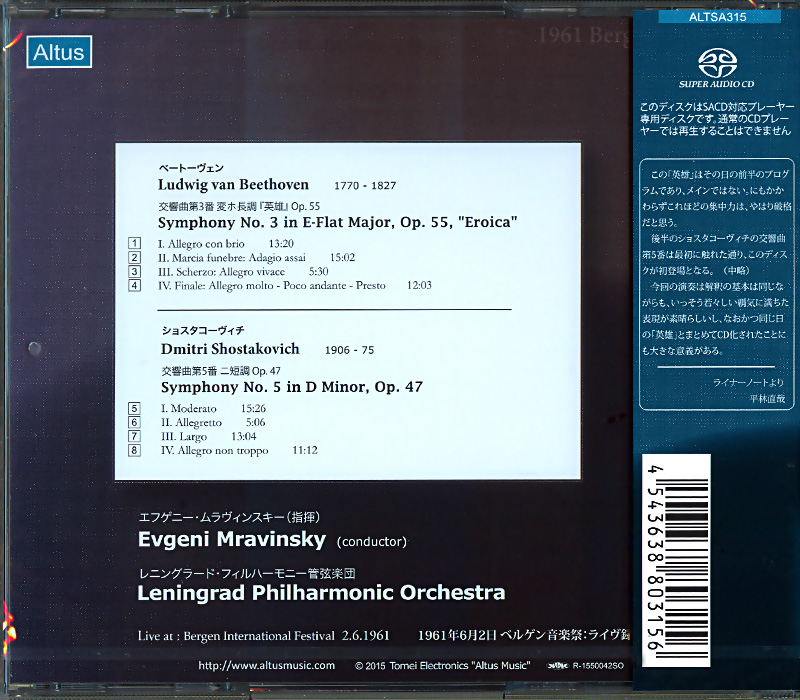 1961 Berg
Altus
ベートーヴェン
Ludwig van Beethoven 1770 - 1827
交響曲第3番 変ホ長調『英雄』Op. 55
Symphony No. 3 in E-Flat Major, Op. 55, "Eroica"
1 I. Allegro con brio 13:20
2 II. Marcia funebre: Adagio assai 15:02
3 III. Scherzo: Allegro vivace 5:30
4 IV. Finale: Allegro molto - Poco andante - Presto 12:03
ショスタコーヴィチ
Dmitri Shostakovich 1906 - 75
交響曲第5番 ニ短調 Op. 47
Symphony No. 5 in D Minor, Op. 47
5 I. Moderato 15:26
6 II. Allegretto 5:06
7 III. Largo 13:04
8 IV. Allegro non troppo 11:12
エフゲニー・ムラヴィンスキー(指揮)
Evgeni Mravinsky (conductor)
レニングラード・フィルハーモニー管弦楽団
Leningrad Philharmonic Orchestra
Live at : Bergen International Festival 2.6.1961 1961年6月2日 ベルゲン音楽祭:ライヴ録
http://www.altusmusic.com © 2015 Tomei Electronics "Altus Music" R-1550042SO
ALTSA315
SUPER AUDIO CD
このディスクはSACD対応プレーヤー
専用ディスクです。通常のCDプレー
ヤーでは再生することはできません
この「英雄」はその日の前半のプログ
ラムであり、メインではない。にもかか
わらずこれほどの集中力は、やはり破格
だと思う。
後半のショスタコーヴィチの交響曲
第5番は最初に触れた通り、このディス
クが初登場となる。(中略)
今回の演奏は解釈の基本は同じな
がらも、いっそう若々しい覇気に満ちた
表現が素晴らしいし、なおかつ同じ日
の「英雄」とまとめてCD化されたことに
も大きな意義がある。
ライナーノートより
平林直哉
4 543638 803156